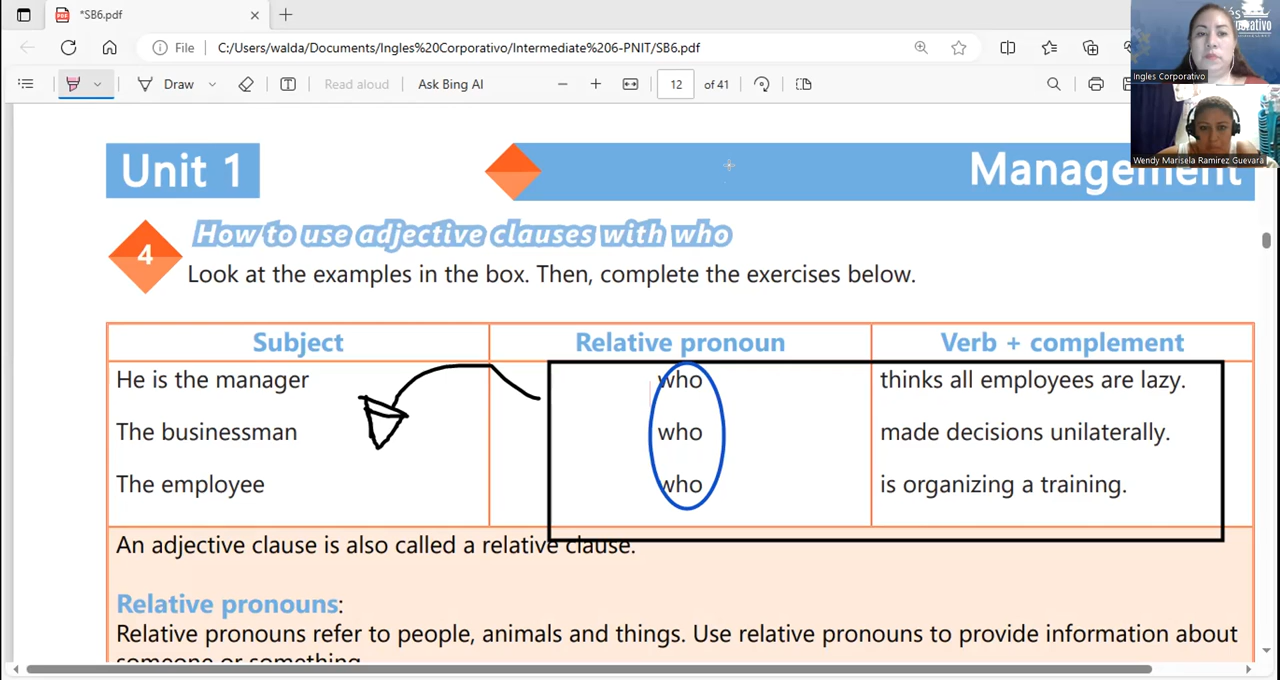 *SB6.pdf
File C:/Users/walda/Documents/Ingles%20Corporativo/Intermediate%206-PNIT/SB6.pdf
Draw Read aloud Ask Bing AI 12 of 41
Ingles Corporativo
Wendy Marisela Ramirez Guevara
Unit 1 Management
4 How to use adjective clauses with who
Look at the examples in the box. Then, complete the exercises below.
Subject Relative pronoun Verb + complement
He is the manager who thinks all employees are lazy.
The businessman who made decisions unilaterally.
The employee who is organizing a training.
An adjective clause is also called a relative clause.
Relative pronouns:
Relative pronouns refer to people, animals and things. Use relative pronouns to provide information about
someone or something.